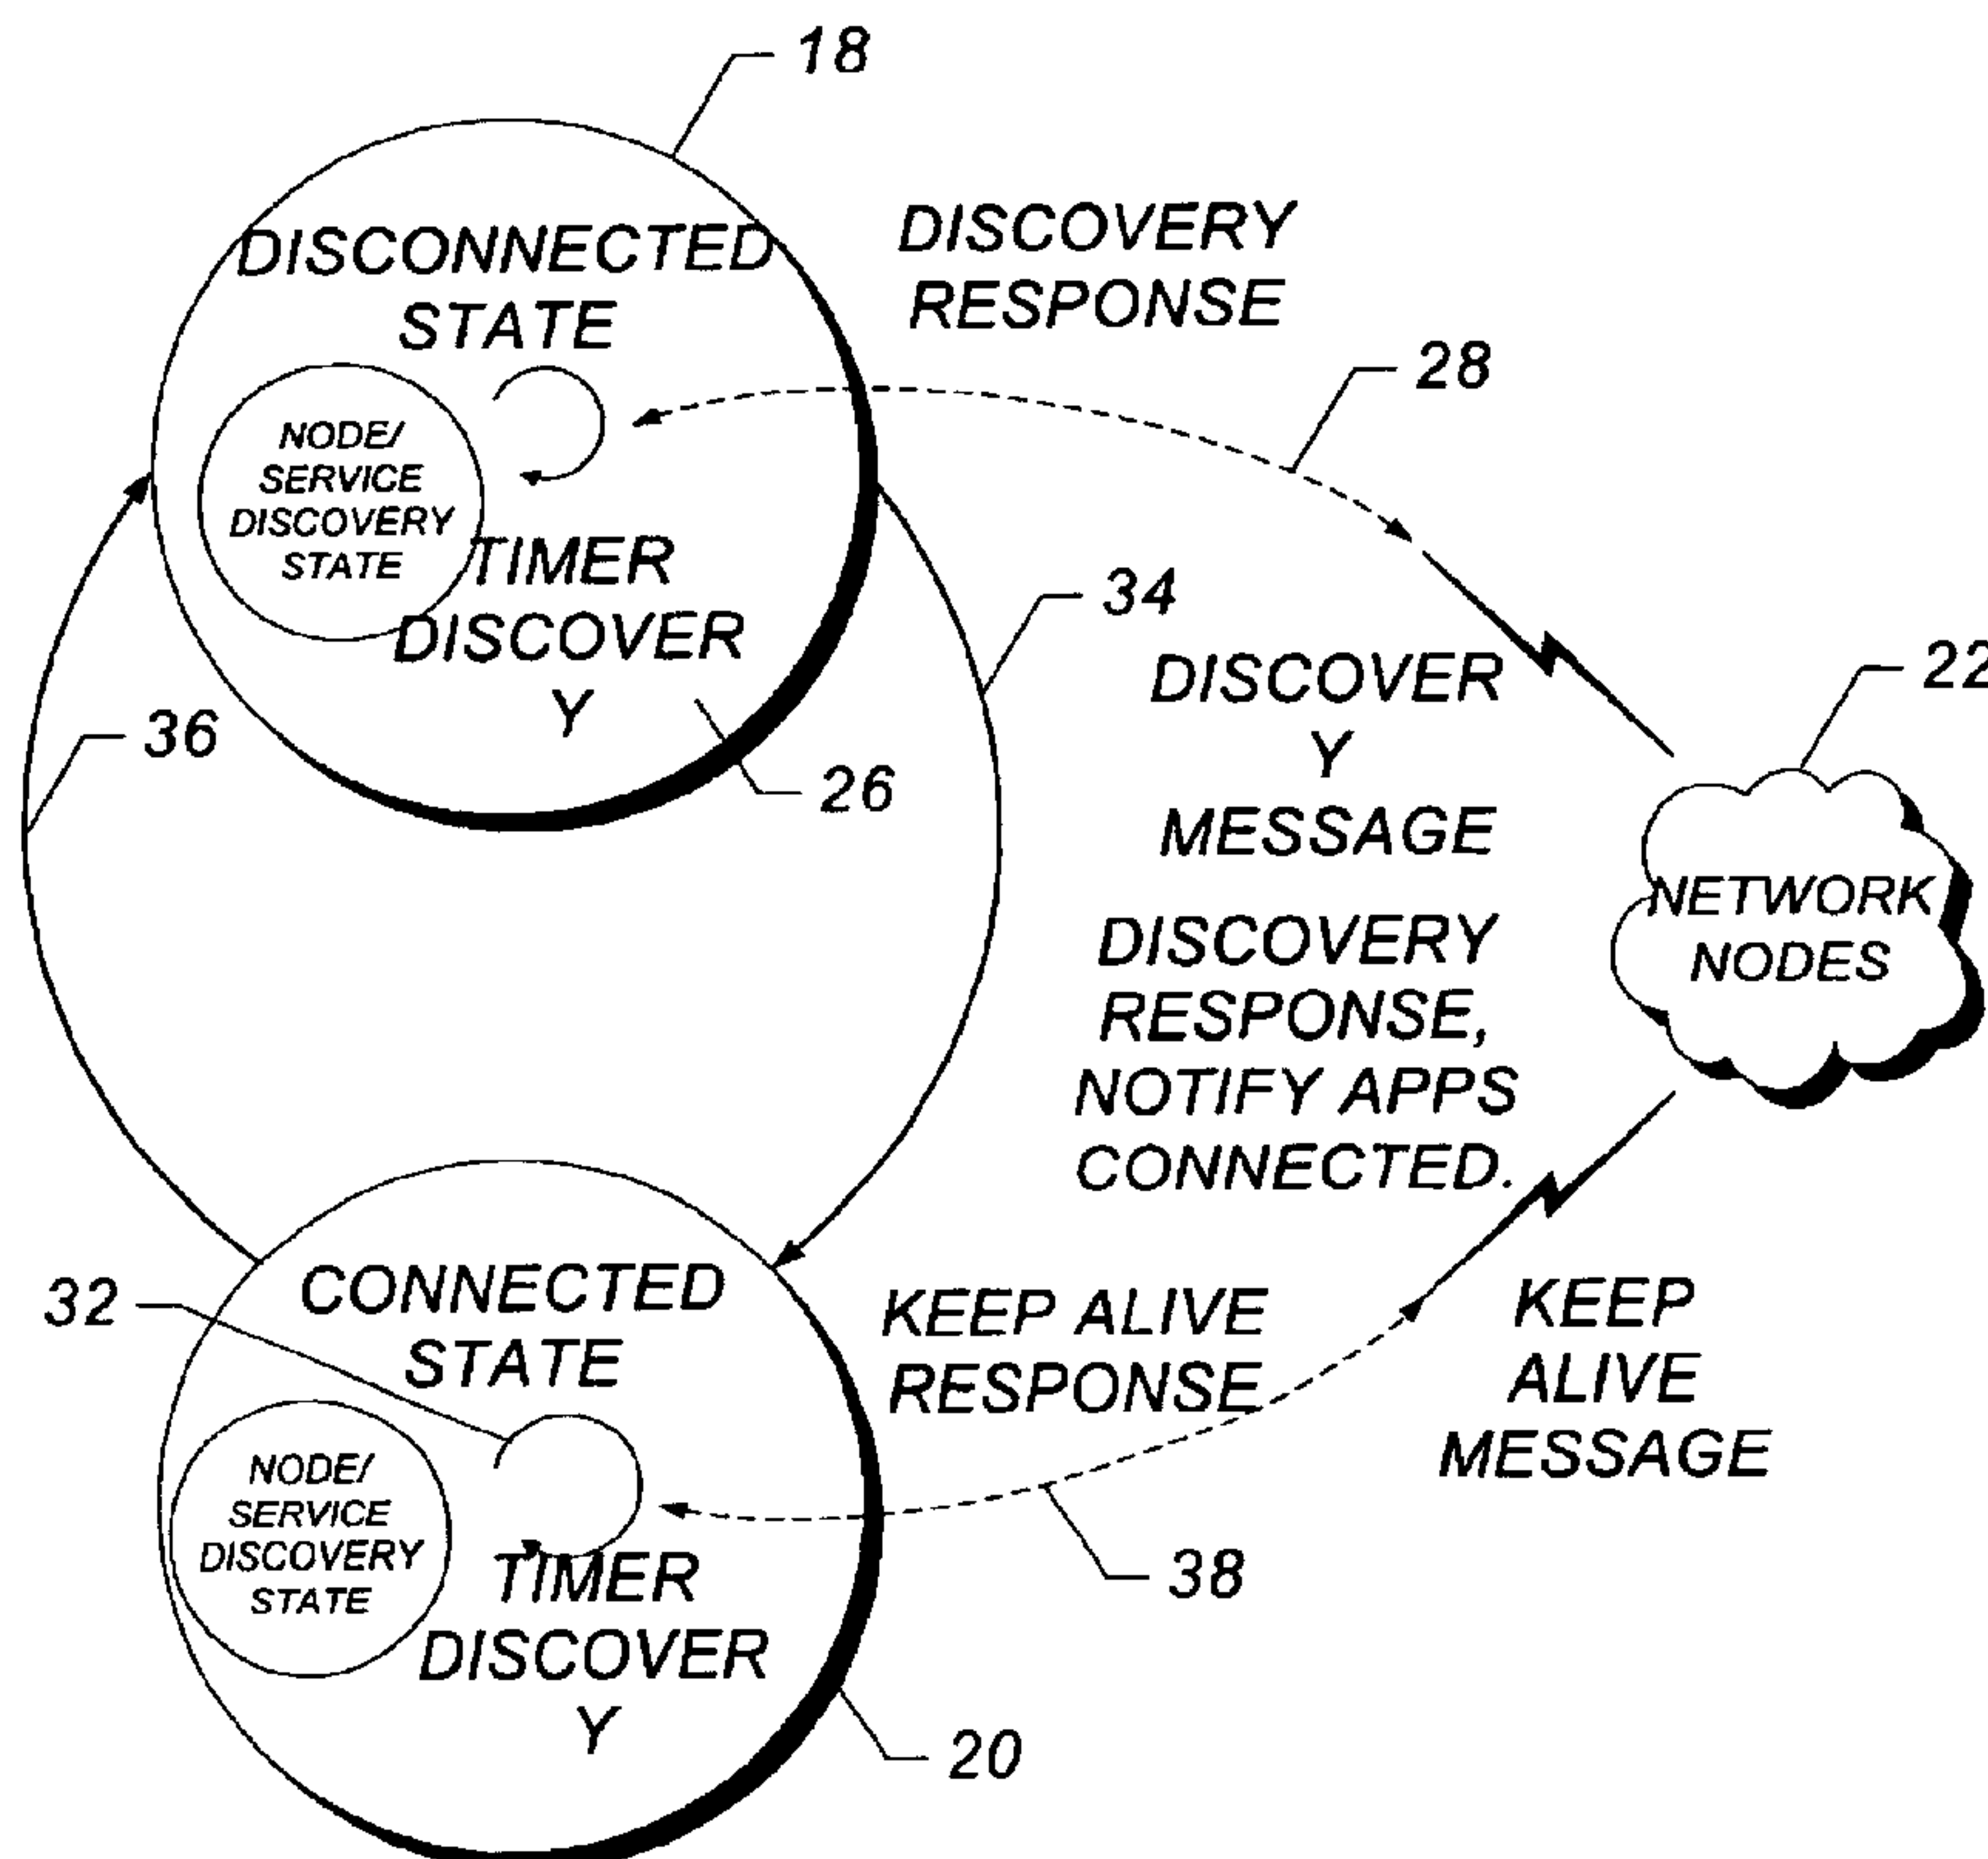 18
DISCONNECTED
STATE
NODE/
SERVICE
DISCOVERY
STATE
TIMER
DISCOVER
Y
26
DISCOVERY
RESPONSE
28
34
36
DISCOVER
Y
MESSAGE
22
NETWORK
NODES
DISCOVERY
RESPONSE,
NOTIFY APPS
CONNECTED.
32
CONNECTED
STATE
NODE/
SERVICE
DISCOVERY
STATE
TIMER
DISCOVER
Y
20
KEEP ALIVE
RESPONSE
38
KEEP
ALIVE
MESSAGE